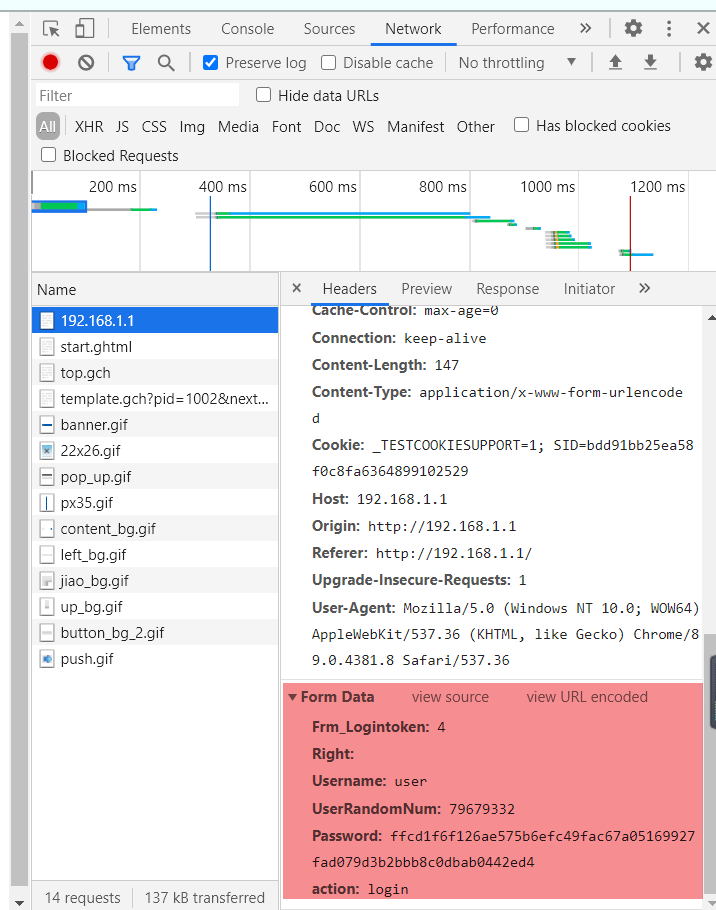 Elements Console Sources Network Performance »
Preserve log Disable cache No throttling ▼
Filter Hide data URLs
All XHR JS CSS Img Media Font Doc WS Manifest Other Has blocked cookies
Blocked Requests
200 ms 400 ms 600 ms 800 ms 1000 ms 1200 ms
Name
192.168.1.1
start.ghtml
top.gch
template.gch?pid=1002&next...
banner.gif
22x26.gif
pop_up.gif
px35.gif
content_bg.gif
left_bg.gif
jiao_bg.gif
up_bg.gif
button_bg_2.gif
push.gif
14 requests 137 kB transferred
× Headers Preview Response Initiator »
Cache-Control: max-age=0
Connection: keep-alive
Content-Length: 147
Content-Type: application/x-www-form-urlencode
d
Cookie: _TESTCOOKIESUPPORT=1; SID=bdd91bb25ea58
f0c8fa6364899102529
Host: 192.168.1.1
Origin: http://192.168.1.1
Referer: http://192.168.1.1/
Upgrade-Insecure-Requests: 1
User-Agent: Mozilla/5.0 (Windows NT 10.0; WOW64)
AppleWebKit/537.36 (KHTML, like Gecko) Chrome/8
9.0.4381.8 Safari/537.36
▼ Form Data view source view URL encoded
Frm_Logintoken: 4
Right:
Username: user
UserRandomNum: 79679332
Password: ffcd1f6f126ae575b6efc49fac67a05169927
fad079d3b2bbb8c0dbab0442ed4
action: login